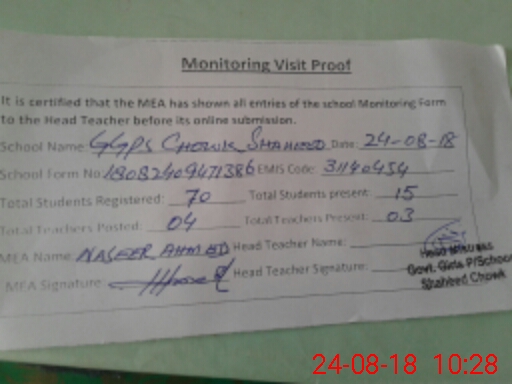 Monitoring Visit Proof
It is certified that the MEA has shown all entries of the school Monitoring Form
to the Head Teacher before its online submission.
School Name: GGPS CHOWK SHAHEED Date: 24-08-18
School Form No. EMIS Code: 31140454
Total Students Registered: 70 Total Students present: 15
Total Teachers Posted: 04 Total Teachers Present: 03
MEA Name: NASEER AHMED Head Teacher Name:
MEA Signature: Head Teacher Signature:
Head Mistress
Govt. Girls P/School
Shaheed Chowk
24-08-18 10:28